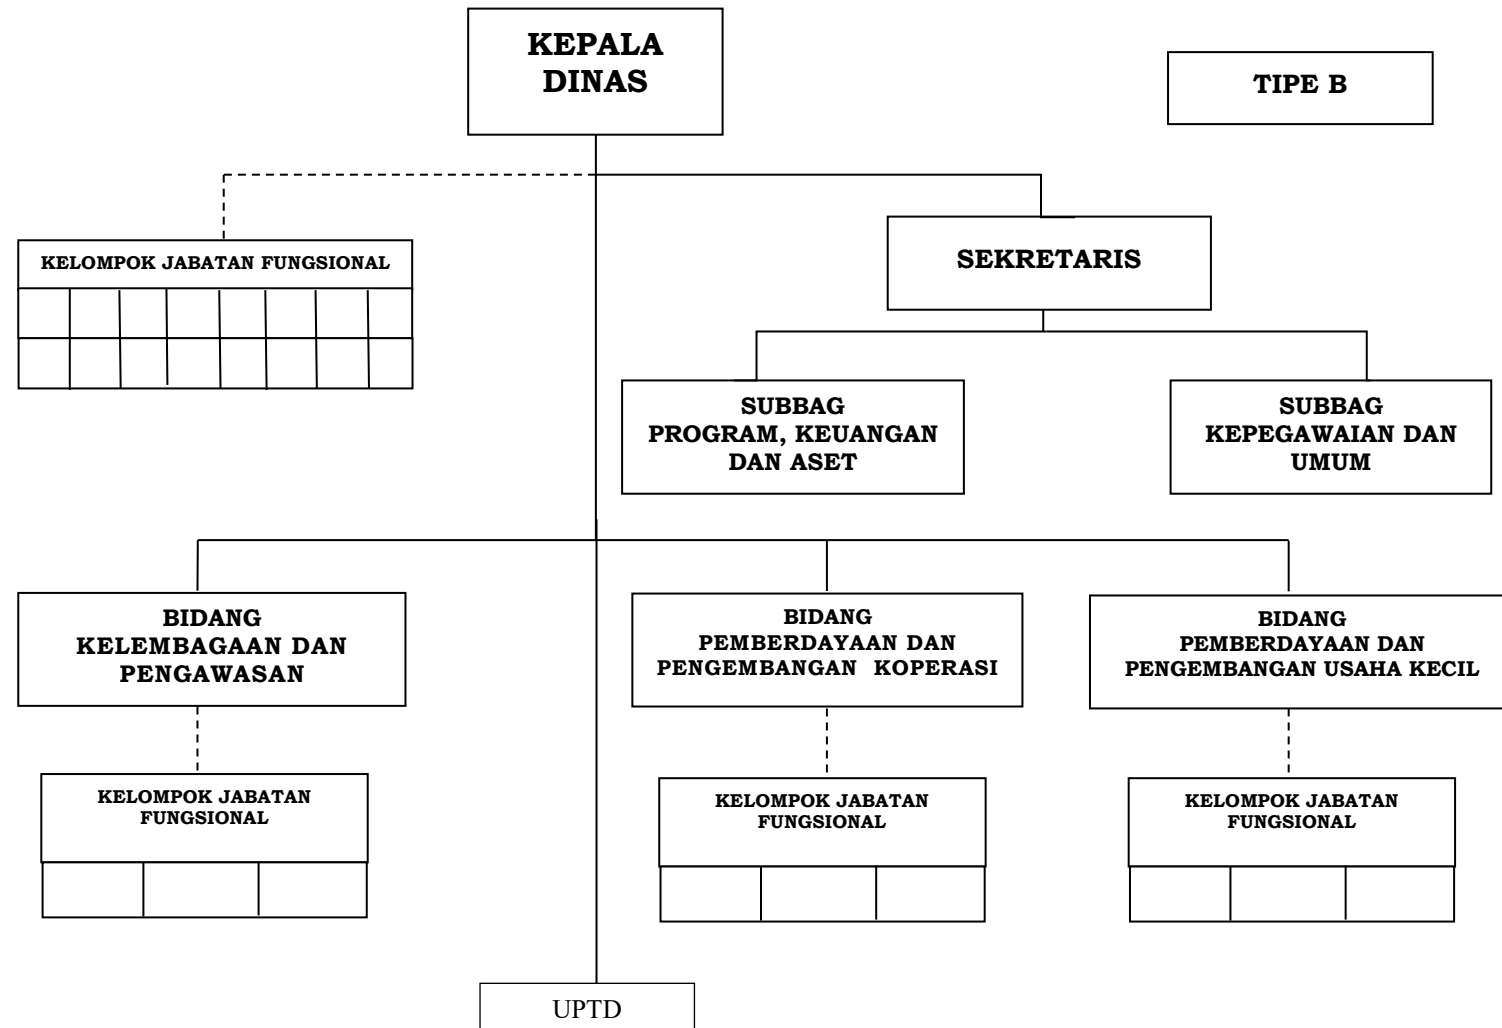 KEPALA
DINAS
TIPE B
KELOMPOK JABATAN FUNGSIONAL
SEKRETARIS
SUBBAG
PROGRAM, KEUANGAN
DAN ASET
SUBBAG
KEPEGAWAIAN DAN
UMUM
BIDANG
KELEMBAGAAN DAN
PENGAWASAN
BIDANG
PEMBERDAYAAN DAN
PENGEMBANGAN KOPERASI
BIDANG
PEMBERDAYAAN DAN
PENGEMBANGAN USAHA KECIL
KELOMPOK JABATAN
FUNGSIONAL
KELOMPOK JABATAN
FUNGSIONAL
KELOMPOK JABATAN
FUNGSIONAL
UPTD